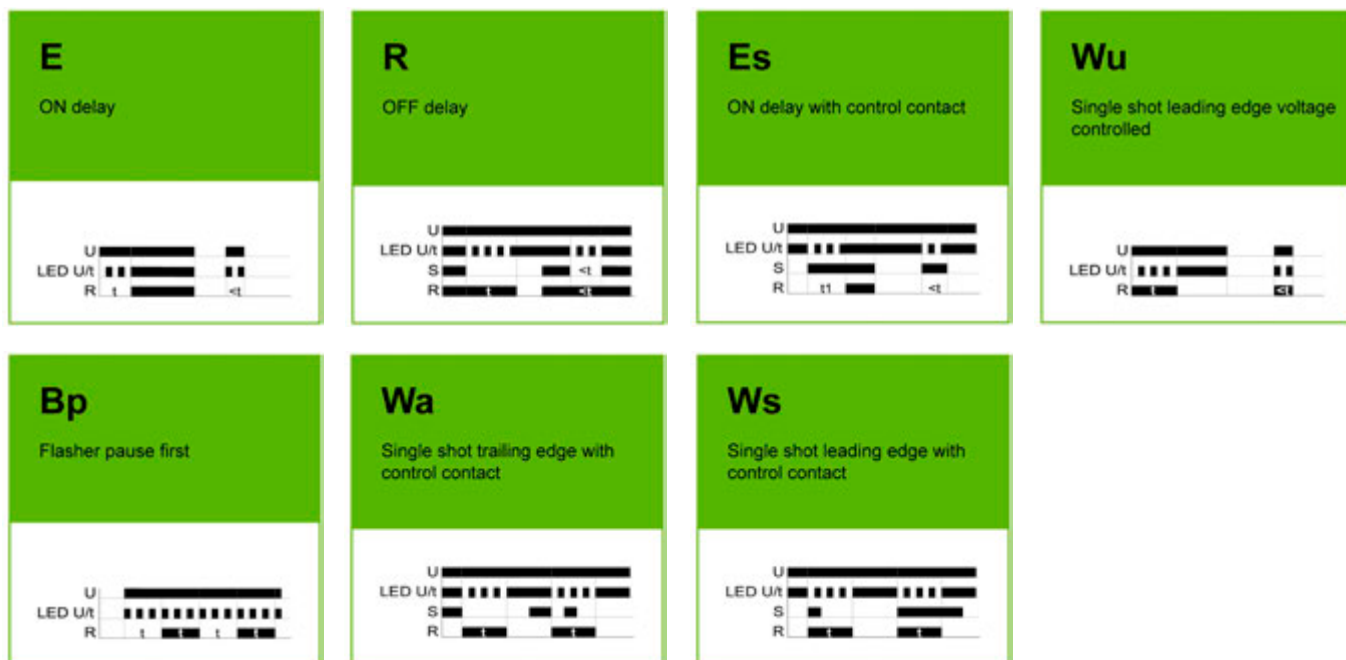 E
ON delay
U
LED U/t
R t <t
R
OFF delay
U
LED U/t
S <t
R t <t
Es
ON delay with control contact
U
LED U/t
S
R t1 <t
Wu
Single shot leading edge voltage
controlled
U
LED U/t
R t <t
Bp
Flasher pause first
U
LED U/t
R t t t t
Wa
Single shot trailing edge with
control contact
U
LED U/t
S
R t t
Ws
Single shot leading edge with
control contact
U
LED U/t
S
R t t